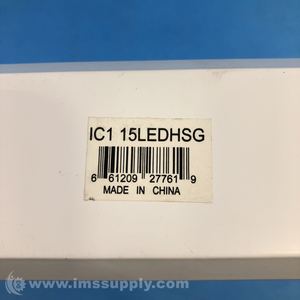 IC1 15LEDHSG
6 61209 27761 9
MADE IN CHINA
© www.imssupply.com